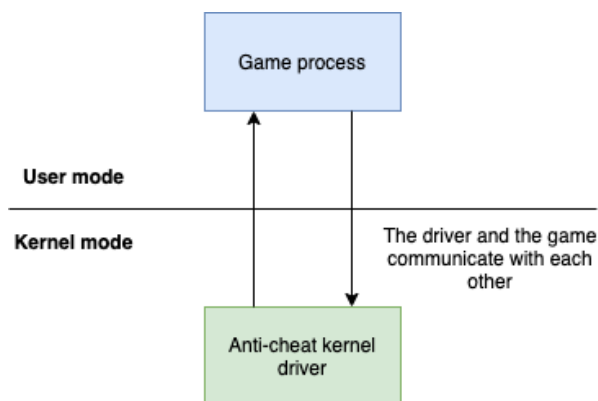 Game process
User mode
Kernel mode
The driver and the game
communicate with each
other
Anti-cheat kernel
driver